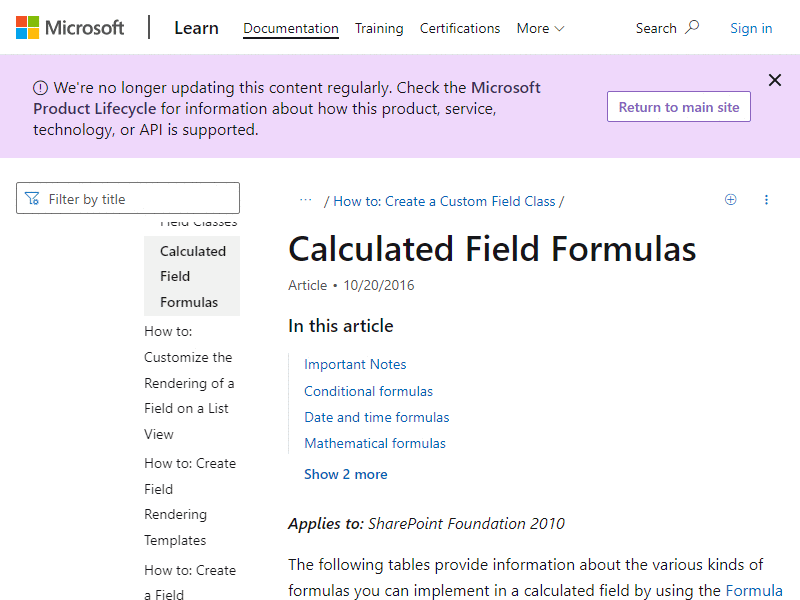 Microsoft
Learn
Documentation
Training
Certifications
More
Search
Sign in
We're no longer updating this content regularly. Check the Microsoft
Product Lifecycle for information about how this product, service,
technology, or API is supported.
Return to main site
Filter by title
Field Classes
Calculated
Field
Formulas
How to:
Customize the
Rendering of a
Field on a List
View
How to: Create
Field
Rendering
Templates
How to: Create
a Field
... / How to: Create a Custom Field Class /
Calculated Field Formulas
Article • 10/20/2016
In this article
Important Notes
Conditional formulas
Date and time formulas
Mathematical formulas
Show 2 more
Applies to: SharePoint Foundation 2010
The following tables provide information about the various kinds of
formulas you can implement in a calculated field by using the Formula